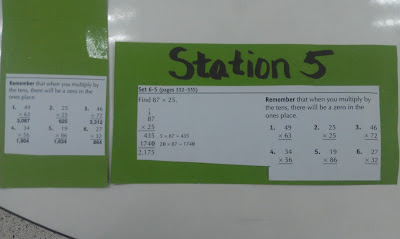 Remember that when you multiply by
the tens, there will be a zero in the
ones place.
1. 49 2. 25 3. 46
× 63 × 25 × 72
3,087 625 3,312
4. 34 5. 19 6. 27
× 56 × 86 × 32
1,904 1,634 864
Station 5
Set 6-5 (pages 332–335)
Find 87 × 25.
87
× 25
435 5 × 87 = 435
1740 20 × 87 = 1740
2,175
Remember that when you multiply by
the tens, there will be a zero in the
ones place.
1. 49 2. 25 3. 46
× 63 × 25 × 72
4. 34 5. 19 6. 27
× 56 × 86 × 32